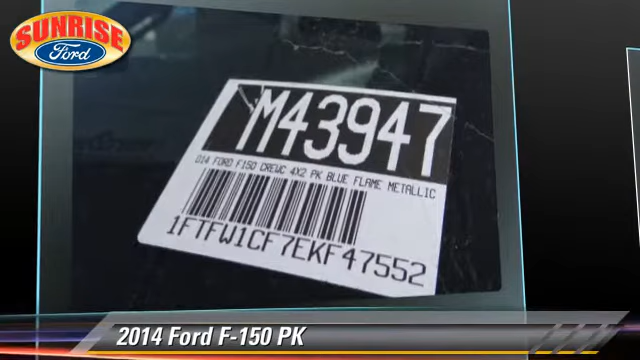 SUNRISE
Ford
M43947
014 FORD F150 CREWC 4X2 PK BLUE FLAME METALLIC
1FTFW1CF7EKF47552
2014 Ford F-150 PK